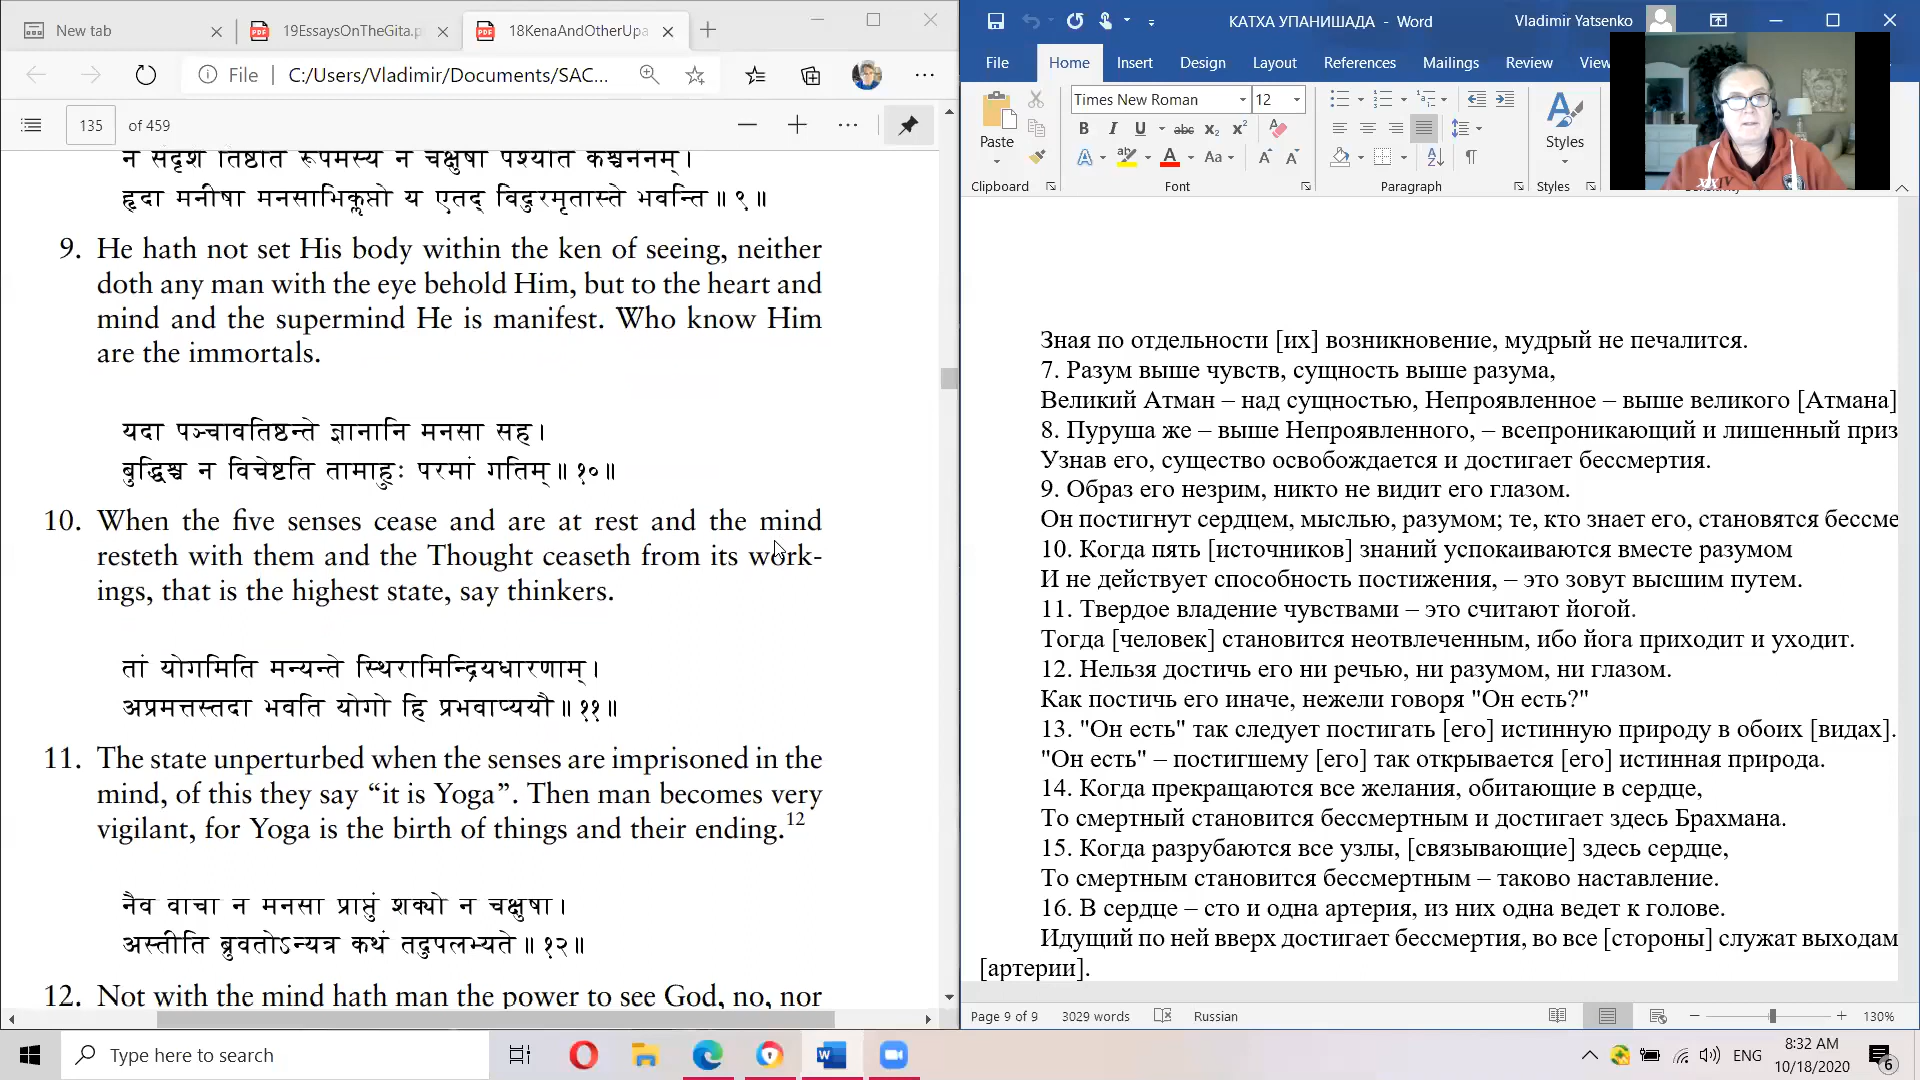 New tab
19EssaysOnTheGita.p
18KenaAndOtherUpa
File
C:/Users/Vladimir/Documents/SAC...
135
of 459
न संदृशे तिष्ठति रूपमस्य न चक्षुषा पश्यति कश्चनैनम्।
हृदा मनीषा मनसाभिक्लृप्तो य एतद् विदुरमृतास्ते भवन्ति॥ ९॥
9. He hath not set His body within the ken of seeing, neither
doth any man with the eye behold Him, but to the heart and
mind and the supermind He is manifest. Who know Him
are the immortals.
यदा पञ्चावतिष्ठन्ते ज्ञानानि मनसा सह।
बुद्धिश्च न विचेष्टति तामाहुः परमां गतिम्॥ १०॥
10. When the five senses cease and are at rest and the mind
resteth with them and the Thought ceaseth from its work-
ings, that is the highest state, say thinkers.
तां योगमिति मन्यन्ते स्थिरामिन्द्रियधारणाम्।
अप्रमत्तस्तदा भवति योगो हि प्रभवाप्ययौ॥ ११॥
11. The state unperturbed when the senses are imprisoned in the
mind, of this they say “it is Yoga”. Then man becomes very
vigilant, for Yoga is the birth of things and their ending.12
नैव वाचा न मनसा प्राप्तुं शक्यो न चक्षुषा।
अस्तीति ब्रुवतोऽन्यत्र कथं तदुपलभ्यते॥ १२॥
12. Not with the mind hath man the power to see God, no, nor
КАТХА УПАНИШАДА - Word
Vladimir Yatsenko
File Home Insert Design Layout References Mailings Review View
Paste
Times New Roman 12
B I U abc X2 X2
A ab A Aa A A
Styles
Clipboard Font Paragraph Styles
Зная по отдельности [их] возникновение, мудрый не печалится.
7. Разум выше чувств, сущность выше разума,
Великий Атман – над сущностью, Непроявленное – выше великого [Атмана]
8. Пуруша же – выше Непроявленного, – всепроникающий и лишенный приз
Узнав его, существо освобождается и достигает бессмертия.
9. Образ его незрим, никто не видит его глазом.
Он постигнут сердцем, мыслью, разумом; те, кто знает его, становятся бессме
10. Когда пять [источников] знаний успокаиваются вместе разумом
И не действует способность постижения, – это зовут высшим путем.
11. Твердое владение чувствами – это считают йогой.
Тогда [человек] становится неотвлеченным, ибо йога приходит и уходит.
12. Нельзя достичь его ни речью, ни разумом, ни глазом.
Как постичь его иначе, нежели говоря "Он есть?"
13. "Он есть" так следует постигать [его] истинную природу в обоих [видах].
"Он есть" – постигшему [его] так открывается [его] истинная природа.
14. Когда прекращаются все желания, обитающие в сердце,
То смертный становится бессмертным и достигает здесь Брахмана.
15. Когда разрубаются все узлы, [связывающие] здесь сердце,
То смертным становится бессмертным – таково наставление.
16. В сердце – сто и одна артерия, из них одна ведет к голове.
Идущий по ней вверх достигает бессмертия, во все [стороны] служат выходам
[артерии].
Page 9 of 9 3029 words Russian 130%
Type here to search
ENG
8:32 AM
10/18/2020
6